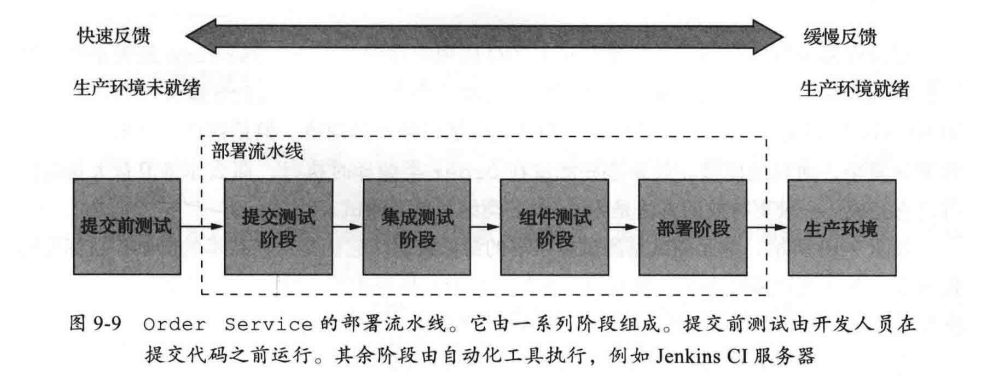 快速反馈
缓慢反馈
生产环境未就绪
生产环境就绪
部署流水线
提交前测试
提交测试
阶段
集成测试
阶段
组件测试
阶段
部署阶段
生产环境
图 9-9 Order Service 的部署流水线。它由一系列阶段组成。提交前测试由开发人员在
提交代码之前运行。其余阶段由自动化工具执行，例如 Jenkins CI 服务器